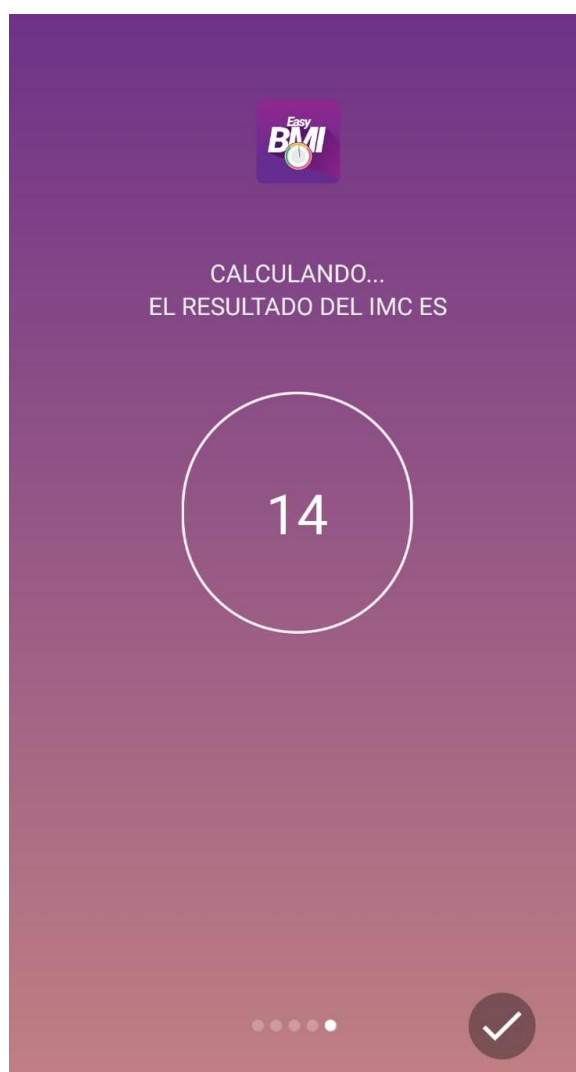 Easy
BMI
CALCULANDO...
EL RESULTADO DEL IMC ES
14